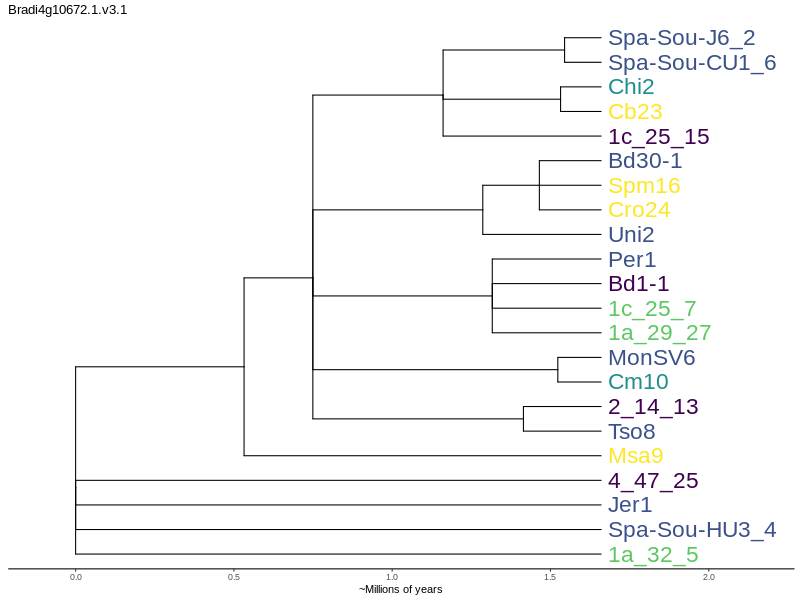 Bradi4g10672.1.v3.1
Spa-Sou-J6_2
Spa-Sou-CU1_6
Chi2
Cb23
1c_25_15
Bd30-1
Spm16
Cro24
Uni2
Per1
Bd1-1
1c_25_7
1a_29_27
MonSV6
Cm10
2_14_13
Tso8
Msa9
4_47_25
Jer1
Spa-Sou-HU3_4
1a_32_5
0.0 0.5 1.0 1.5 2.0
~Millions of years